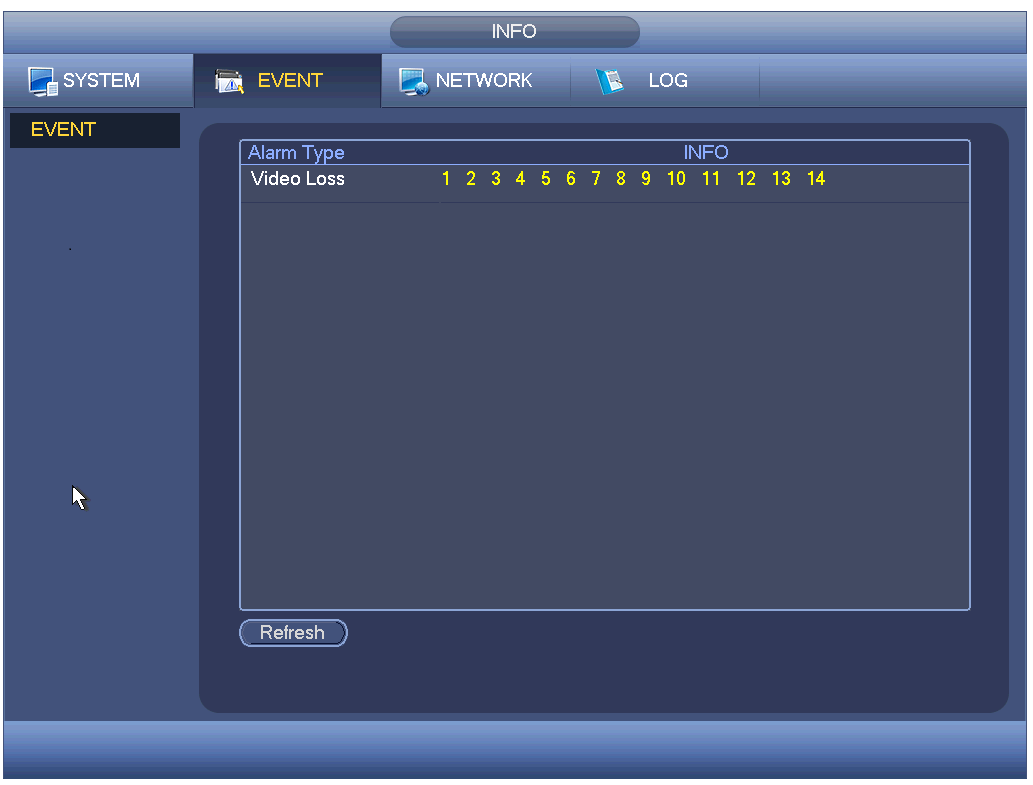 INFO
SYSTEM EVENT NETWORK LOG
EVENT
Alarm Type INFO
Video Loss 1 2 3 4 5 6 7 8 9 10 11 12 13 14
Refresh